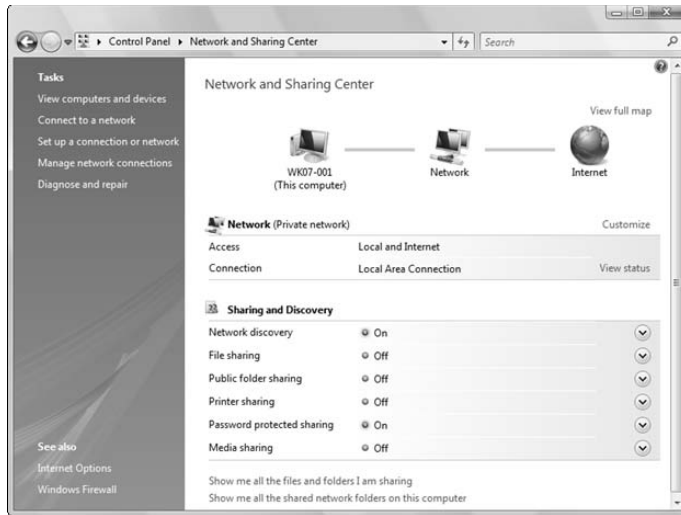 Control Panel
Network and Sharing Center
Search
Tasks
View computers and devices
Connect to a network
Set up a connection or network
Manage network connections
Diagnose and repair
See also
Internet Options
Windows Firewall
Network and Sharing Center
View full map
WK07-001
(This computer)
Network
Internet
Network (Private network)
Customize
Access Local and Internet
Connection Local Area Connection View status
Sharing and Discovery
Network discovery On
File sharing Off
Public folder sharing Off
Printer sharing Off
Password protected sharing On
Media sharing Off
Show me all the files and folders I am sharing
Show me all the shared network folders on this computer